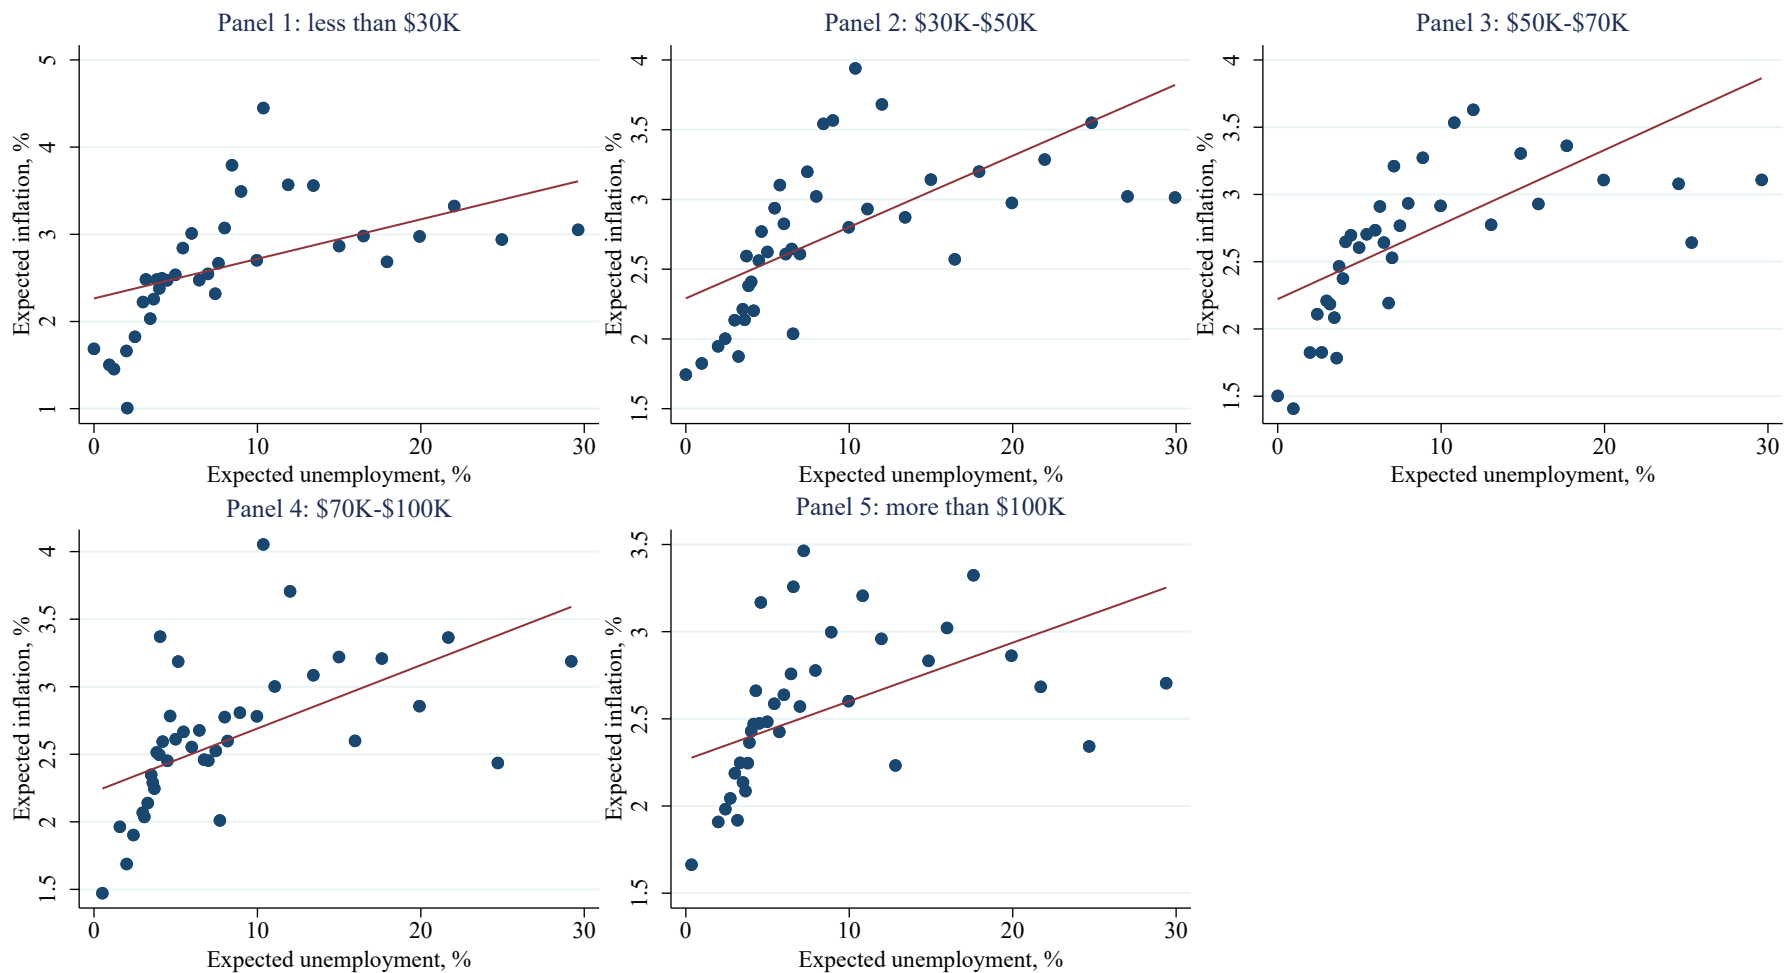 Panel 1: less than $30K
Expected inflation, %
5
4
3
2
1
0 10 20 30
Expected unemployment, %
Panel 2: $30K-$50K
Expected inflation, %
4
3.5
3
2.5
2
1.5
0 10 20 30
Expected unemployment, %
Panel 3: $50K-$70K
Expected inflation, %
4
3.5
3
2.5
2
1.5
0 10 20 30
Expected unemployment, %
Panel 4: $70K-$100K
Expected inflation, %
4
3.5
3
2.5
2
1.5
0 10 20 30
Expected unemployment, %
Panel 5: more than $100K
Expected inflation, %
3.5
3
2.5
2
1.5
0 10 20 30
Expected unemployment, %